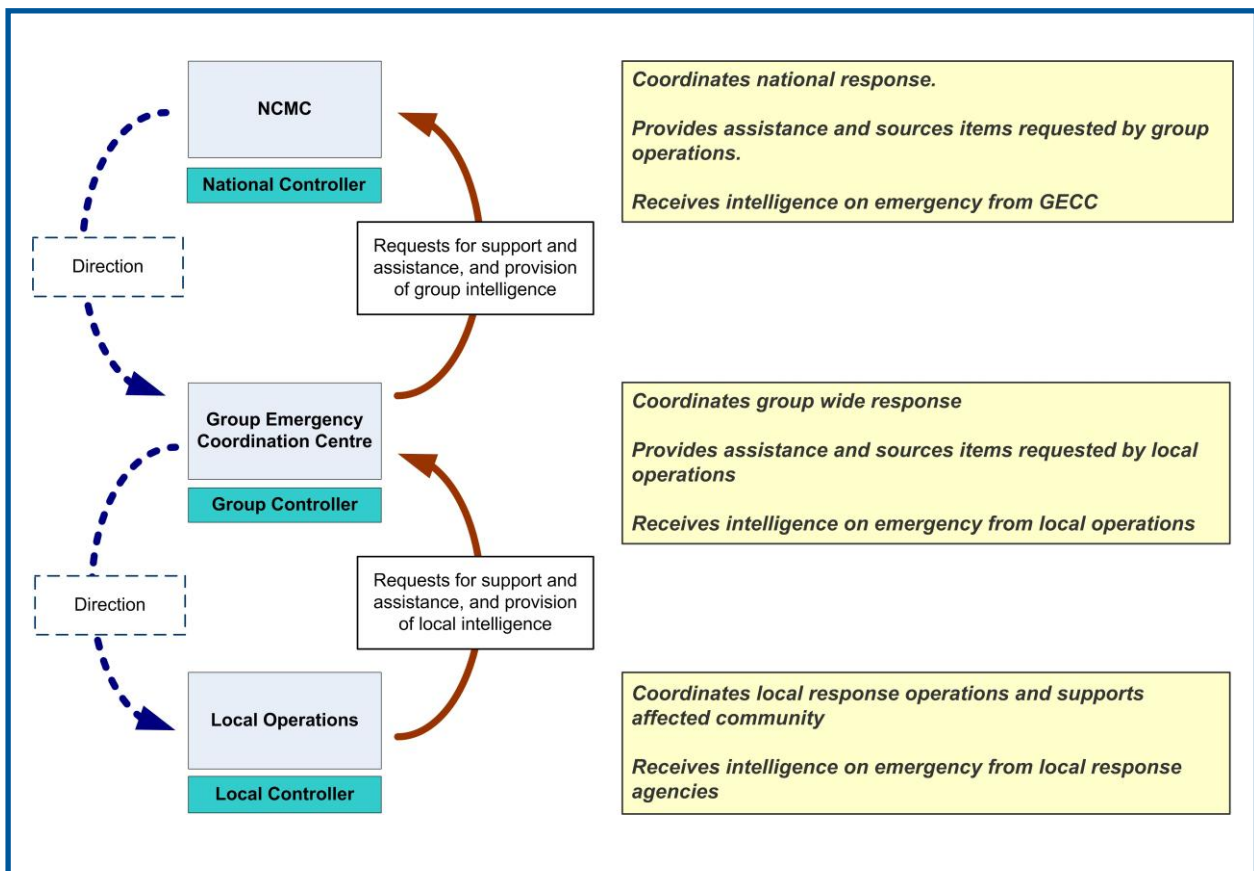 NCMC
National Controller
Coordinates national response.
Provides assistance and sources items requested by group
operations.
Receives intelligence on emergency from GECC
Direction
Requests for support and
assistance, and provision
of group intelligence
Group Emergency
Coordination Centre
Group Controller
Coordinates group wide response
Provides assistance and sources items requested by local
operations
Receives intelligence on emergency from local operations
Direction
Requests for support and
assistance, and provision
of local intelligence
Local Operations
Local Controller
Coordinates local response operations and supports
affected community
Receives intelligence on emergency from local response
agencies